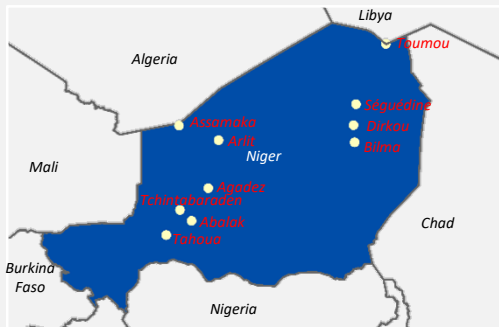 Libya
Toumou
Algeria
Séguédine
Assamaka
Dirkou
Arlit
Bilma
Niger
Mali
Agadez
Tchintabaraden
Abalak
Chad
Tahoua
Burkina
Faso
Nigeria